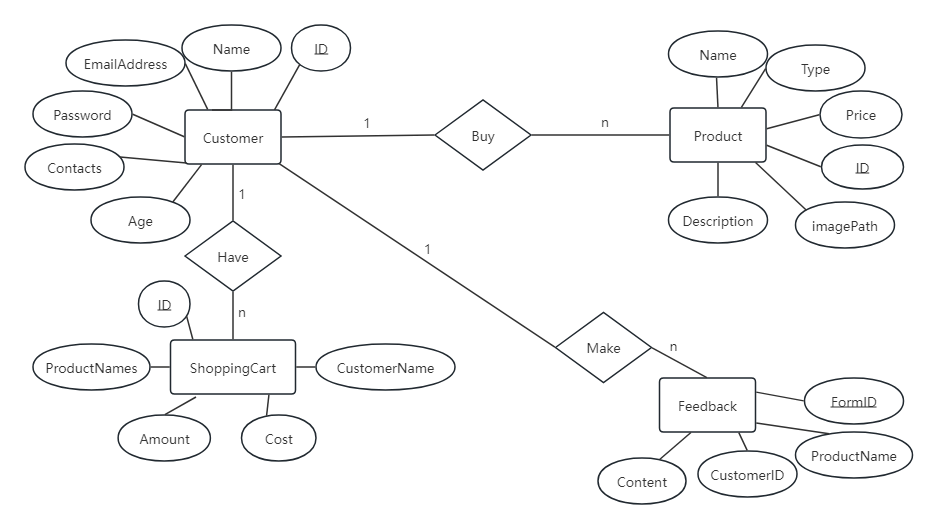 Name
ID
EmailAddress
Password
Customer
Contacts
Age
1
Buy
n
Name
Type
Price
Product
ID
Description
imagePath
1
Have
n
1
ID
ProductNames
ShoppingCart
CustomerName
Amount
Cost
Make
n
Feedback
FormID
ProductName
CustomerID
Content